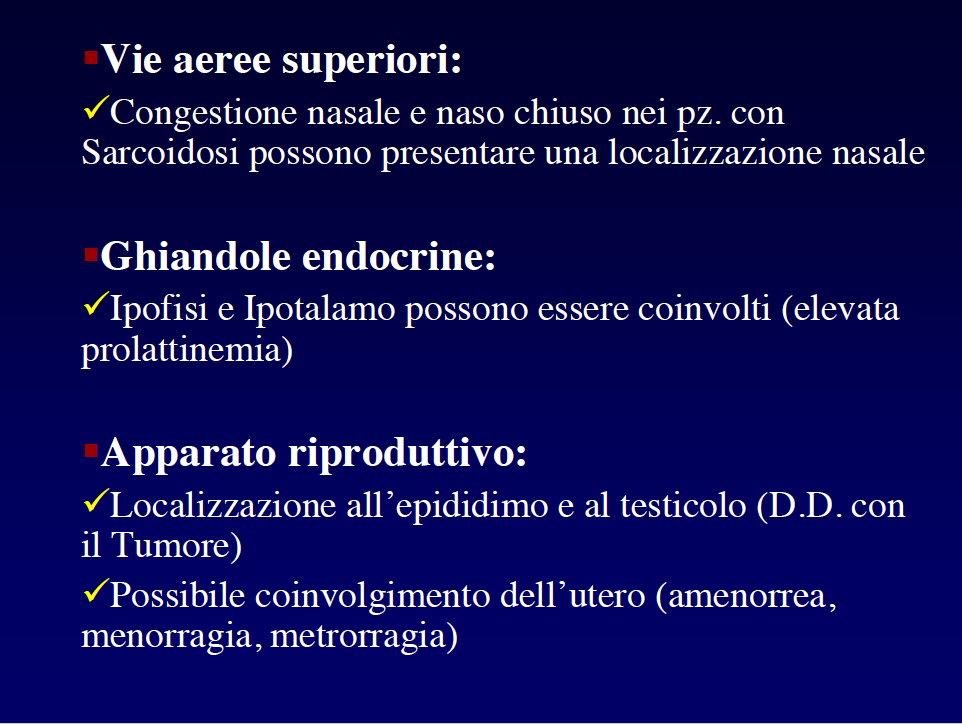 ▪Vie aeree superiori:
✓Congestione nasale e naso chiuso nei pz. con
Sarcoidosi possono presentare una localizzazione nasale
▪Ghiandole endocrine:
✓Ipofisi e Ipotalamo possono essere coinvolti (elevata
prolattinemia)
▪Apparato riproduttivo:
✓Localizzazione all’epididimo e al testicolo (D.D. con
il Tumore)
✓Possibile coinvolgimento dell’utero (amenorrea,
menorragia, metrorragia)